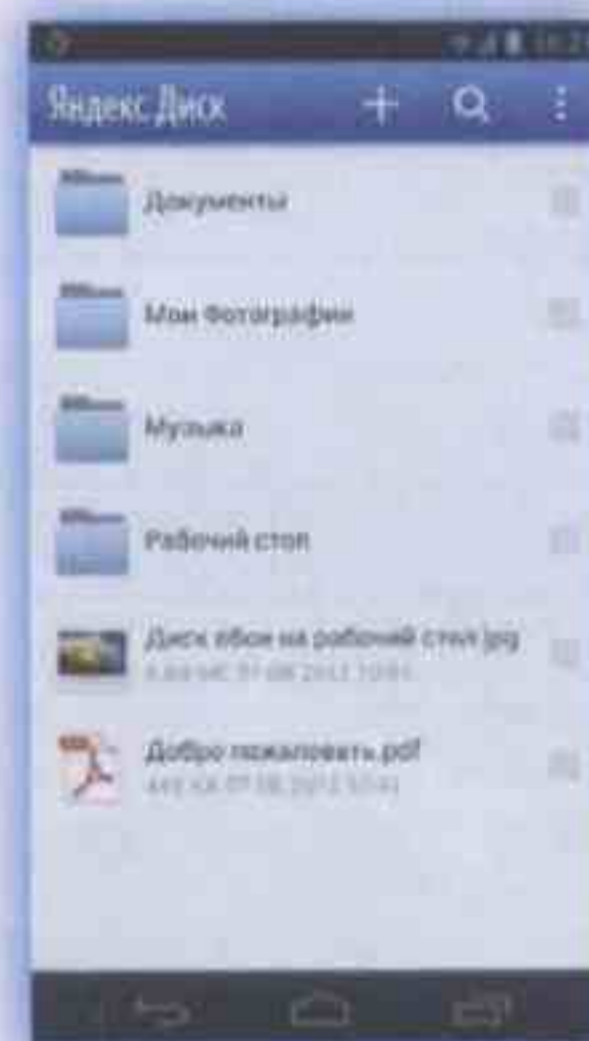 Яндекс.Диск
Документы
Мои Фотографии
Музыка
Рабочий стол
Диск обои на рабочий стол.jpg
Добро пожаловать.pdf